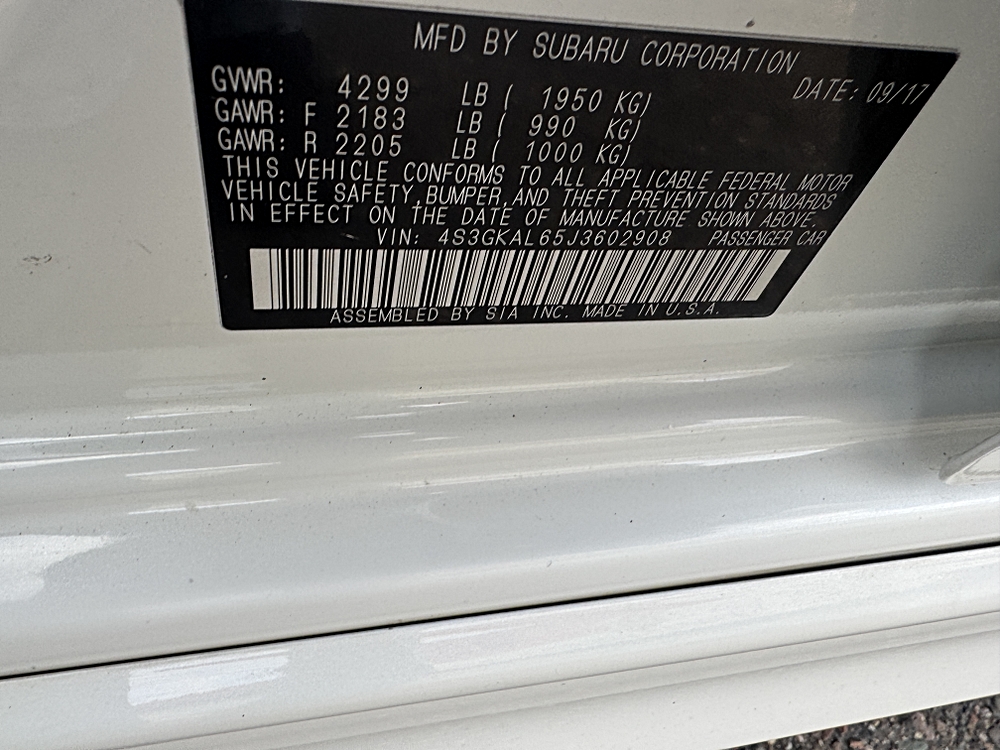 MFD BY SUBARU CORPORATION
DATE: 09/17
GVWR: 4299 LB ( 1950 KG)
GAWR: F 2183 LB ( 990 KG)
GAWR: R 2205 LB ( 1000 KG)
THIS VEHICLE CONFORMS TO ALL APPLICABLE FEDERAL MOTOR
VEHICLE SAFETY,BUMPER,AND THEFT PREVENTION STANDARDS
IN EFFECT ON THE DATE OF MANUFACTURE SHOWN ABOVE.
VIN: 4S3GKAL65J3602908 PASSENGER CAR
ASSEMBLED BY SIA INC. MADE IN U.S.A.